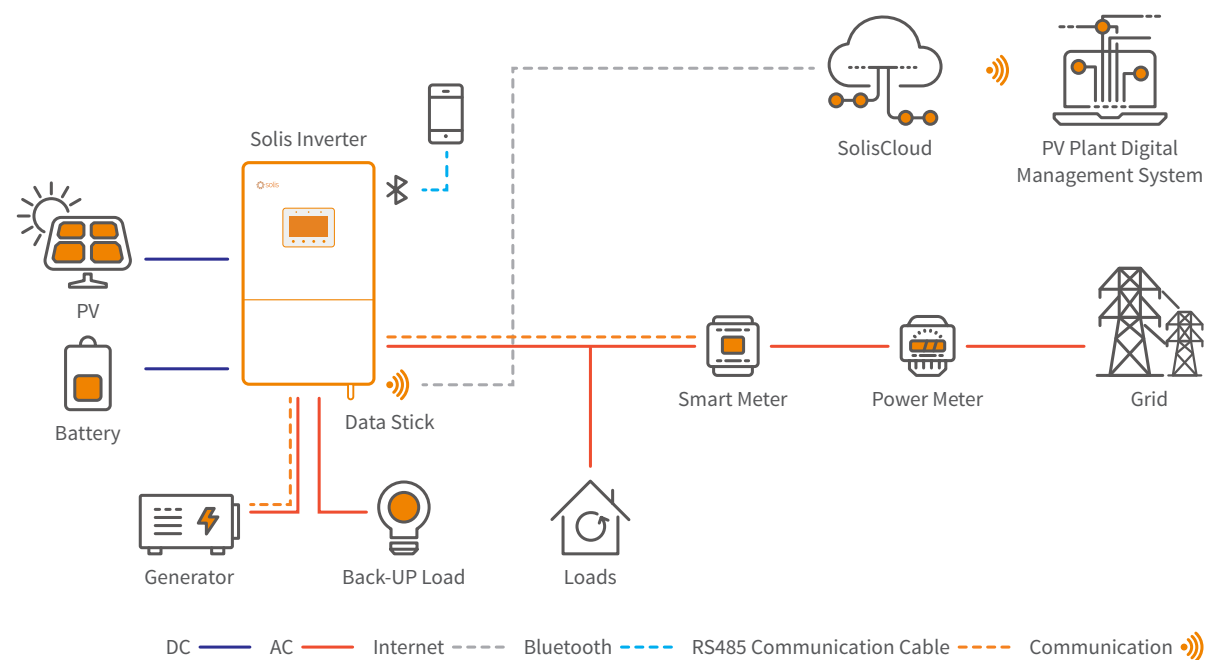 Solis Inverter
solis
SolisCloud
PV Plant Digital
Management System
PV
Battery
Data Stick
Smart Meter
Power Meter
Grid
Generator
Back-UP Load
Loads
DC AC Internet Bluetooth RS485 Communication Cable Communication